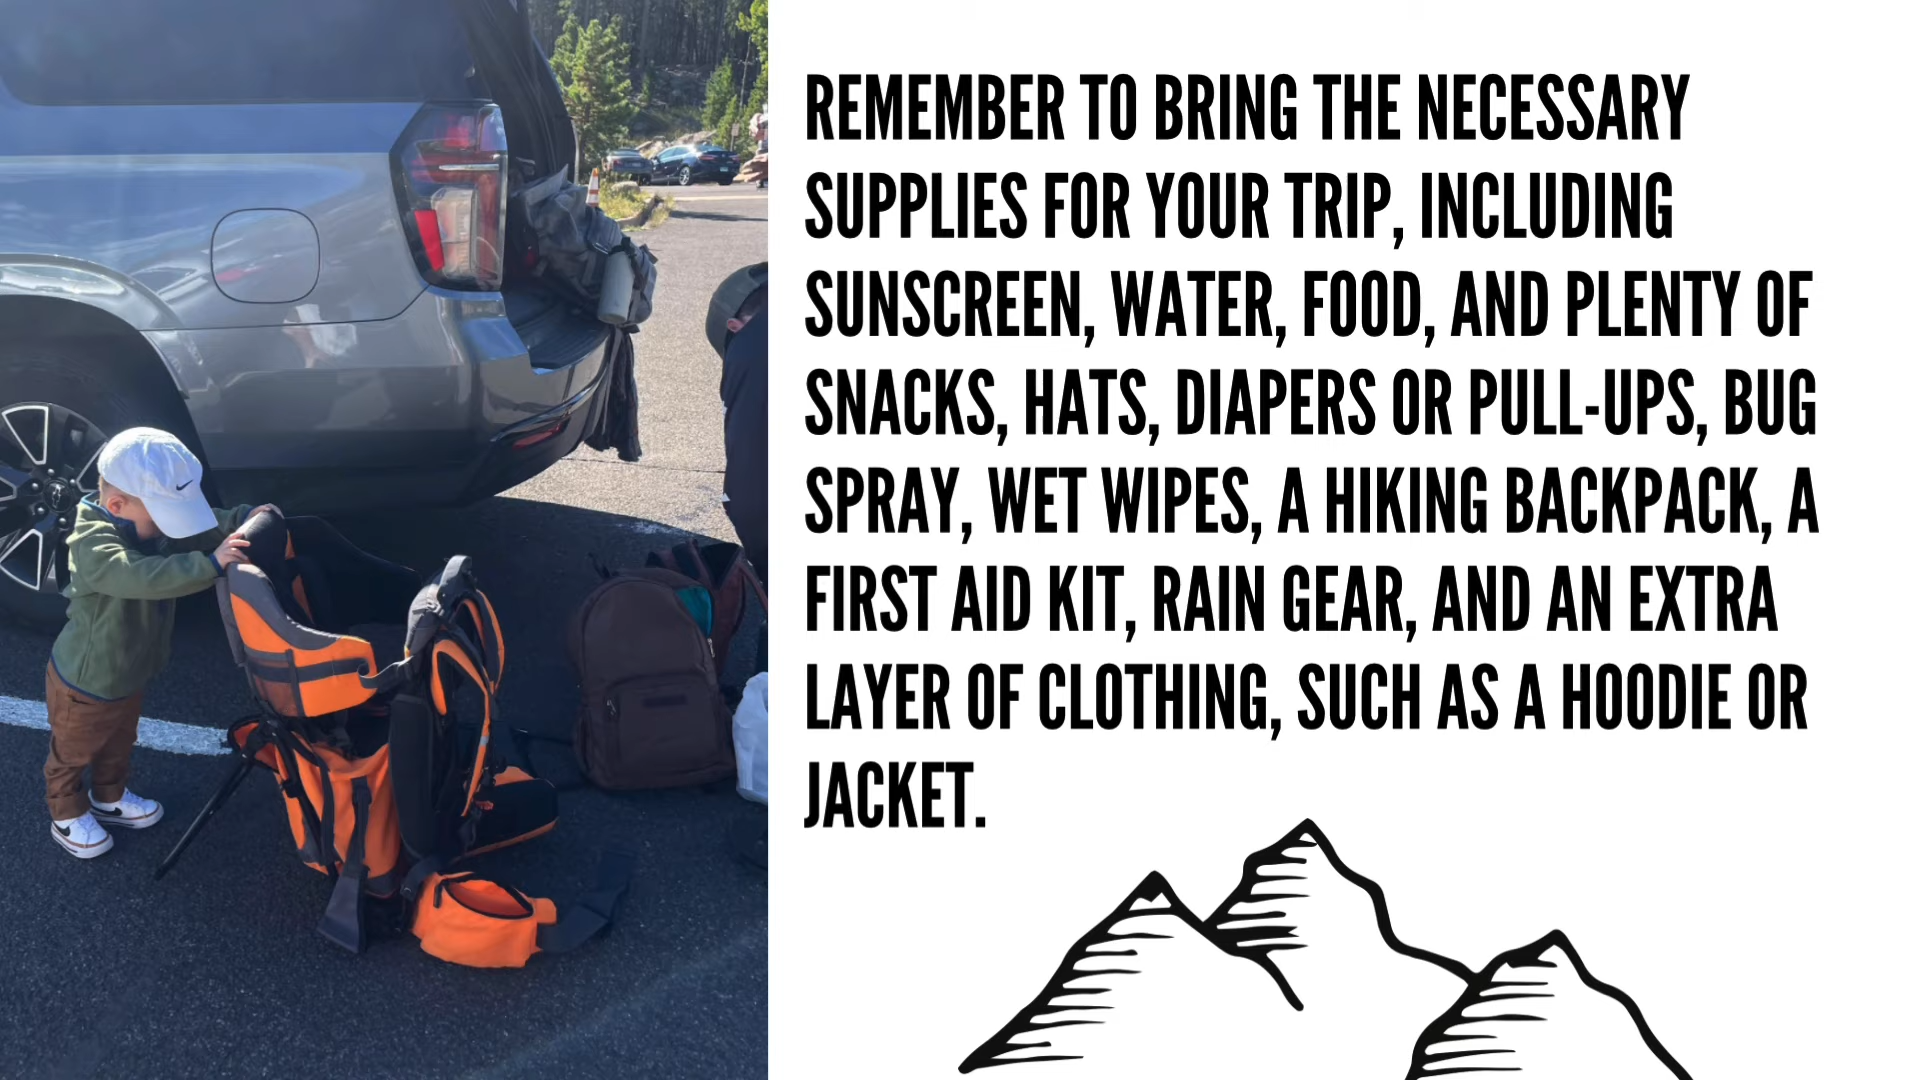 REMEMBER TO BRING THE NECESSARY
SUPPLIES FOR YOUR TRIP, INCLUDING
SUNSCREEN, WATER, FOOD, AND PLENTY OF
SNACKS, HATS, DIAPERS OR PULL-UPS, BUG
SPRAY, WET WIPES, A HIKING BACKPACK, A
FIRST AID KIT, RAIN GEAR, AND AN EXTRA
LAYER OF CLOTHING, SUCH AS A HOODIE OR
JACKET.